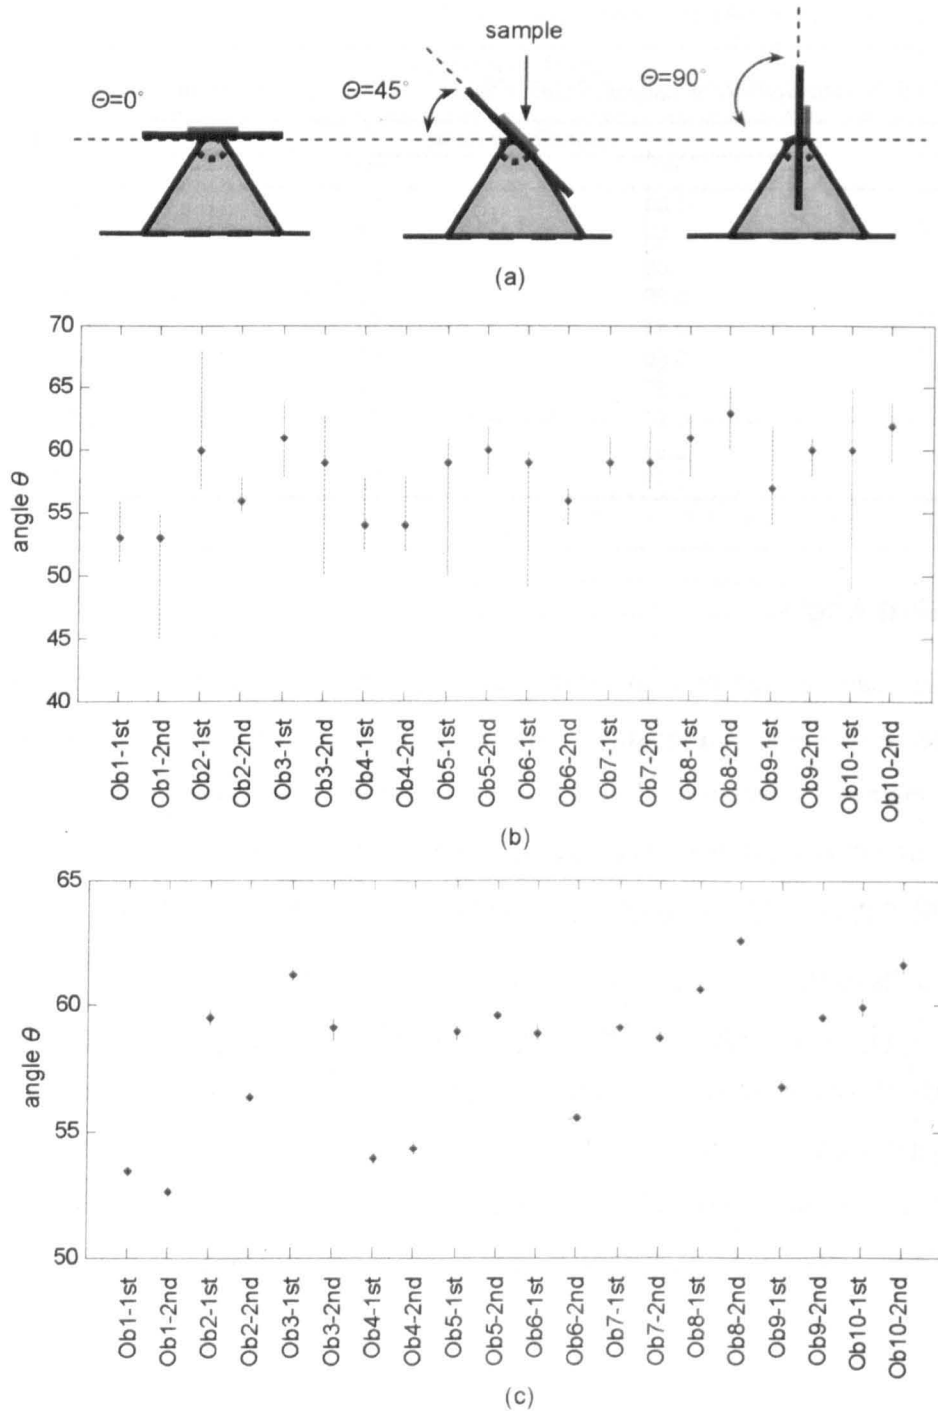 sample
Θ=0°
Θ=45°
Θ=90°
(a)
70
65
60
55
50
45
40
angle θ
Ob1-1st
Ob1-2nd
Ob2-1st
Ob2-2nd
Ob3-1st
Ob3-2nd
Ob4-1st
Ob4-2nd
Ob5-1st
Ob5-2nd
Ob6-1st
Ob6-2nd
Ob7-1st
Ob7-2nd
Ob8-1st
Ob8-2nd
Ob9-1st
Ob9-2nd
Ob10-1st
Ob10-2nd
(b)
65
60
55
50
angle θ
Ob1-1st
Ob1-2nd
Ob2-1st
Ob2-2nd
Ob3-1st
Ob3-2nd
Ob4-1st
Ob4-2nd
Ob5-1st
Ob5-2nd
Ob6-1st
Ob6-2nd
Ob7-1st
Ob7-2nd
Ob8-1st
Ob8-2nd
Ob9-1st
Ob9-2nd
Ob10-1st
Ob10-2nd
(c)